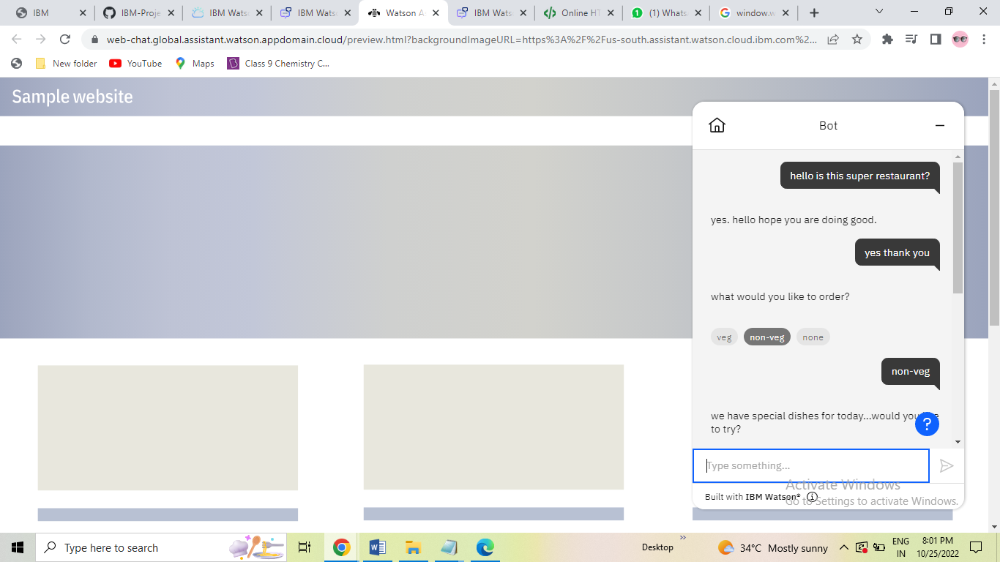 IBM
IBM-Proje
IBM Wats
IBM Wats
Watson A
IBM Wats
Online HT
(1) Whats
window.w
web-chat.global.assistant.watson.appdomain.cloud/preview.html?backgroundImageURL=https%3A%2F%2Fus-south.assistant.watson.cloud.ibm.com%2...
New folder
YouTube
Maps
Class 9 Chemistry C...
Sample website
Bot
hello is this super restaurant?
yes. hello hope you are doing good.
yes thank you
what would you like to order?
veg non-veg none
non-veg
we have special dishes for today...would you
to try?
?
Type something...
Built with IBM Watson®
Activate Windows
Go to Settings to activate Windows.
Type here to search
Desktop
34°C Mostly sunny
ENG
IN
8:01 PM
10/25/2022